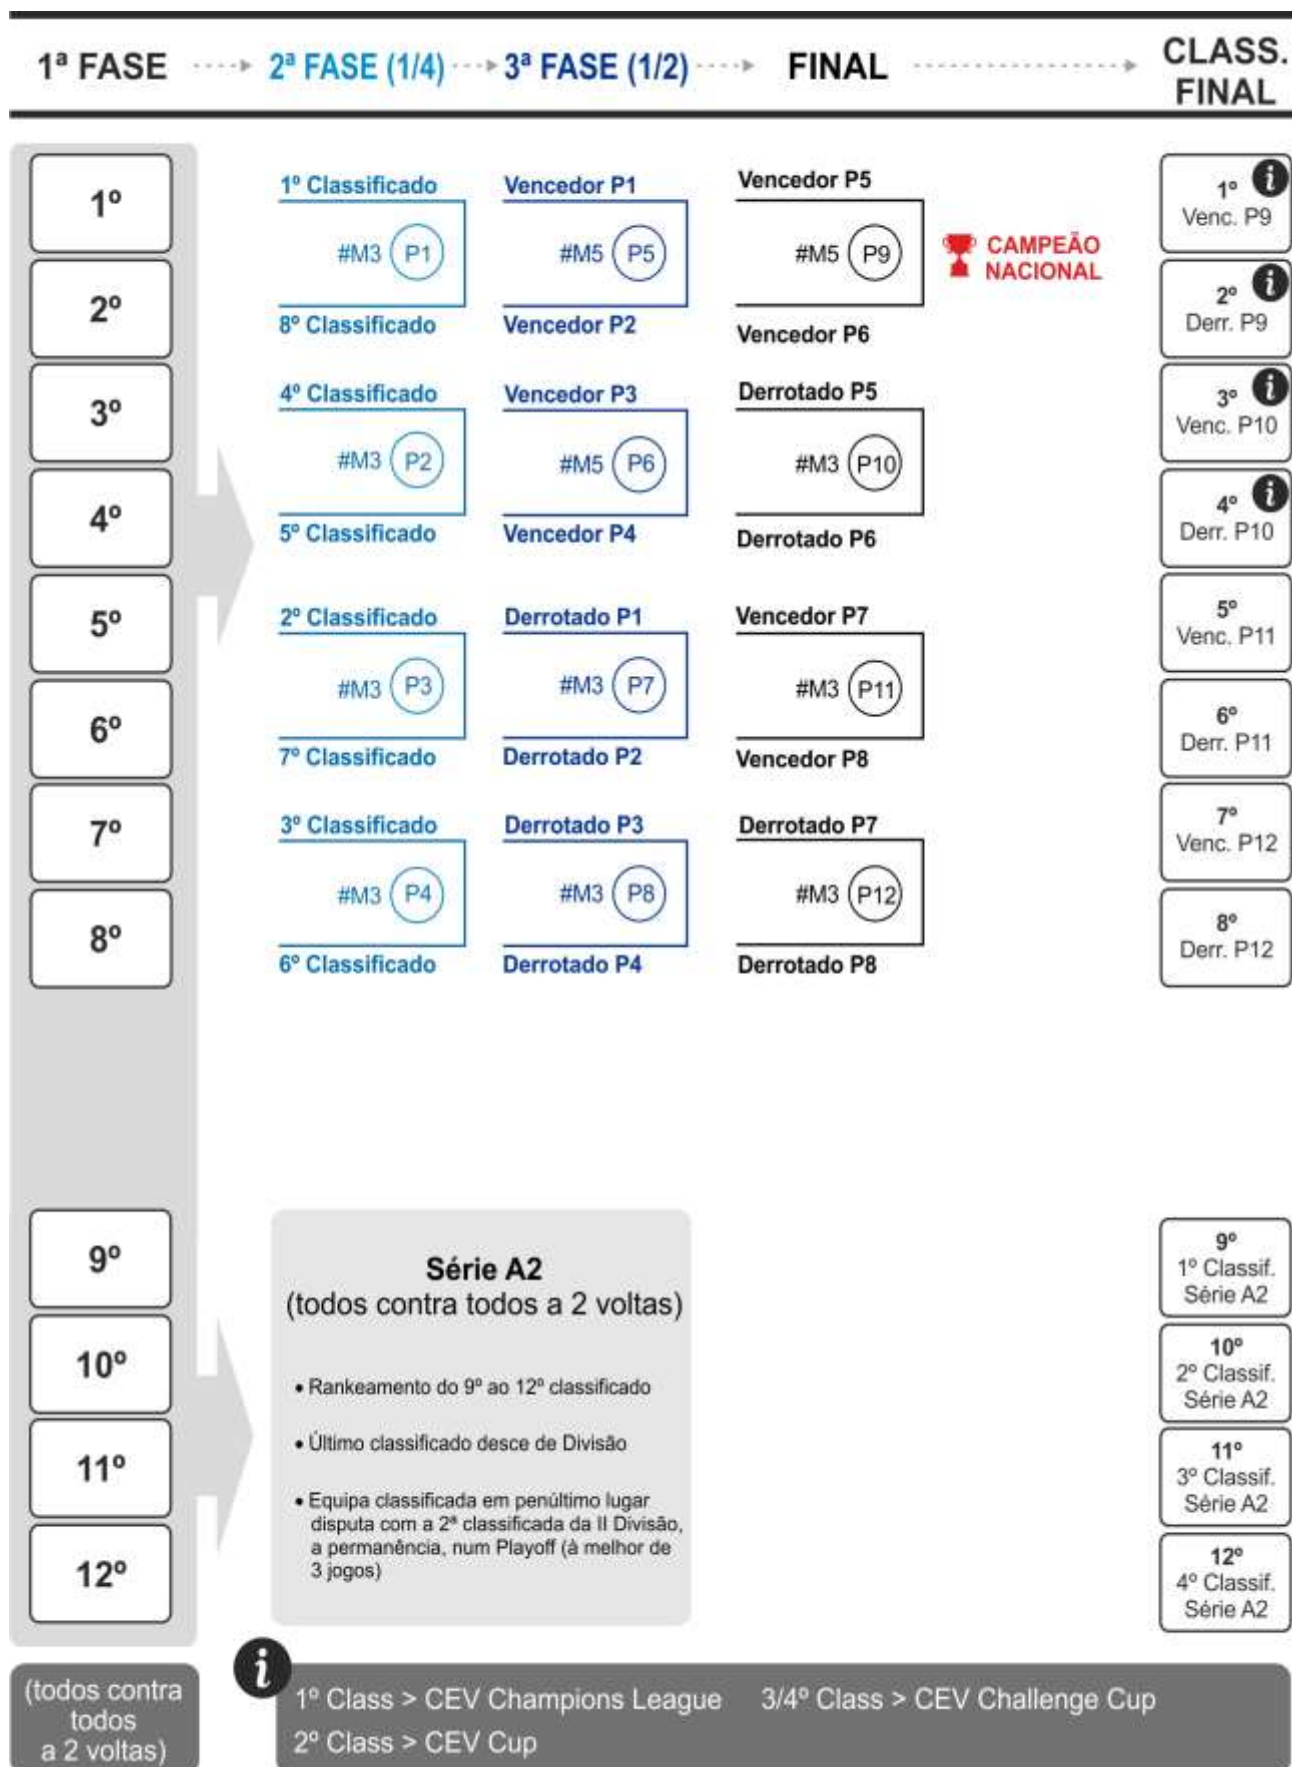 1ª FASE
2ª FASE (1/4)
3ª FASE (1/2)
FINAL
CLASS.
FINAL
1º
2º
3º
4º
5º
6º
7º
8º
9º
10º
11º
12º
(todos contra
todos
a 2 voltas)
1º Classificado
#M3 P1
8º Classificado
4º Classificado
#M3 P2
5º Classificado
2º Classificado
#M3 P3
7º Classificado
3º Classificado
#M3 P4
6º Classificado
Vencedor P1
#M5 P5
Vencedor P2
Vencedor P3
#M5 P6
Vencedor P4
Derrotado P1
#M3 P7
Derrotado P2
Derrotado P3
#M3 P8
Derrotado P4
Vencedor P5
#M5 P9
Vencedor P6
CAMPEÃO
NACIONAL
Derrotado P5
#M3 P10
Derrotado P6
Vencedor P7
#M3 P11
Vencedor P8
Derrotado P7
#M3 P12
Derrotado P8
Série A2
(todos contra todos a 2 voltas)
• Rankeamento do 9º ao 12º classificado
• Último classificado desce de Divisão
• Equipa classificada em penúltimo lugar
disputa com a 2ª classificada da II Divisão,
a permanência, num Playoff (à melhor de
3 jogos)
1º
i
Venc. P9
2º
i
Derr. P9
3º
i
Venc. P10
4º
i
Derr. P10
5º
Venc. P11
6º
Derr. P11
7º
Venc. P12
8º
Derr. P12
9º
1º Classif.
Série A2
10º
2º Classif.
Série A2
11º
3º Classif.
Série A2
12º
4º Classif.
Série A2
i
1º Class > CEV Champions League
3/4º Class > CEV Challenge Cup
2º Class > CEV Cup